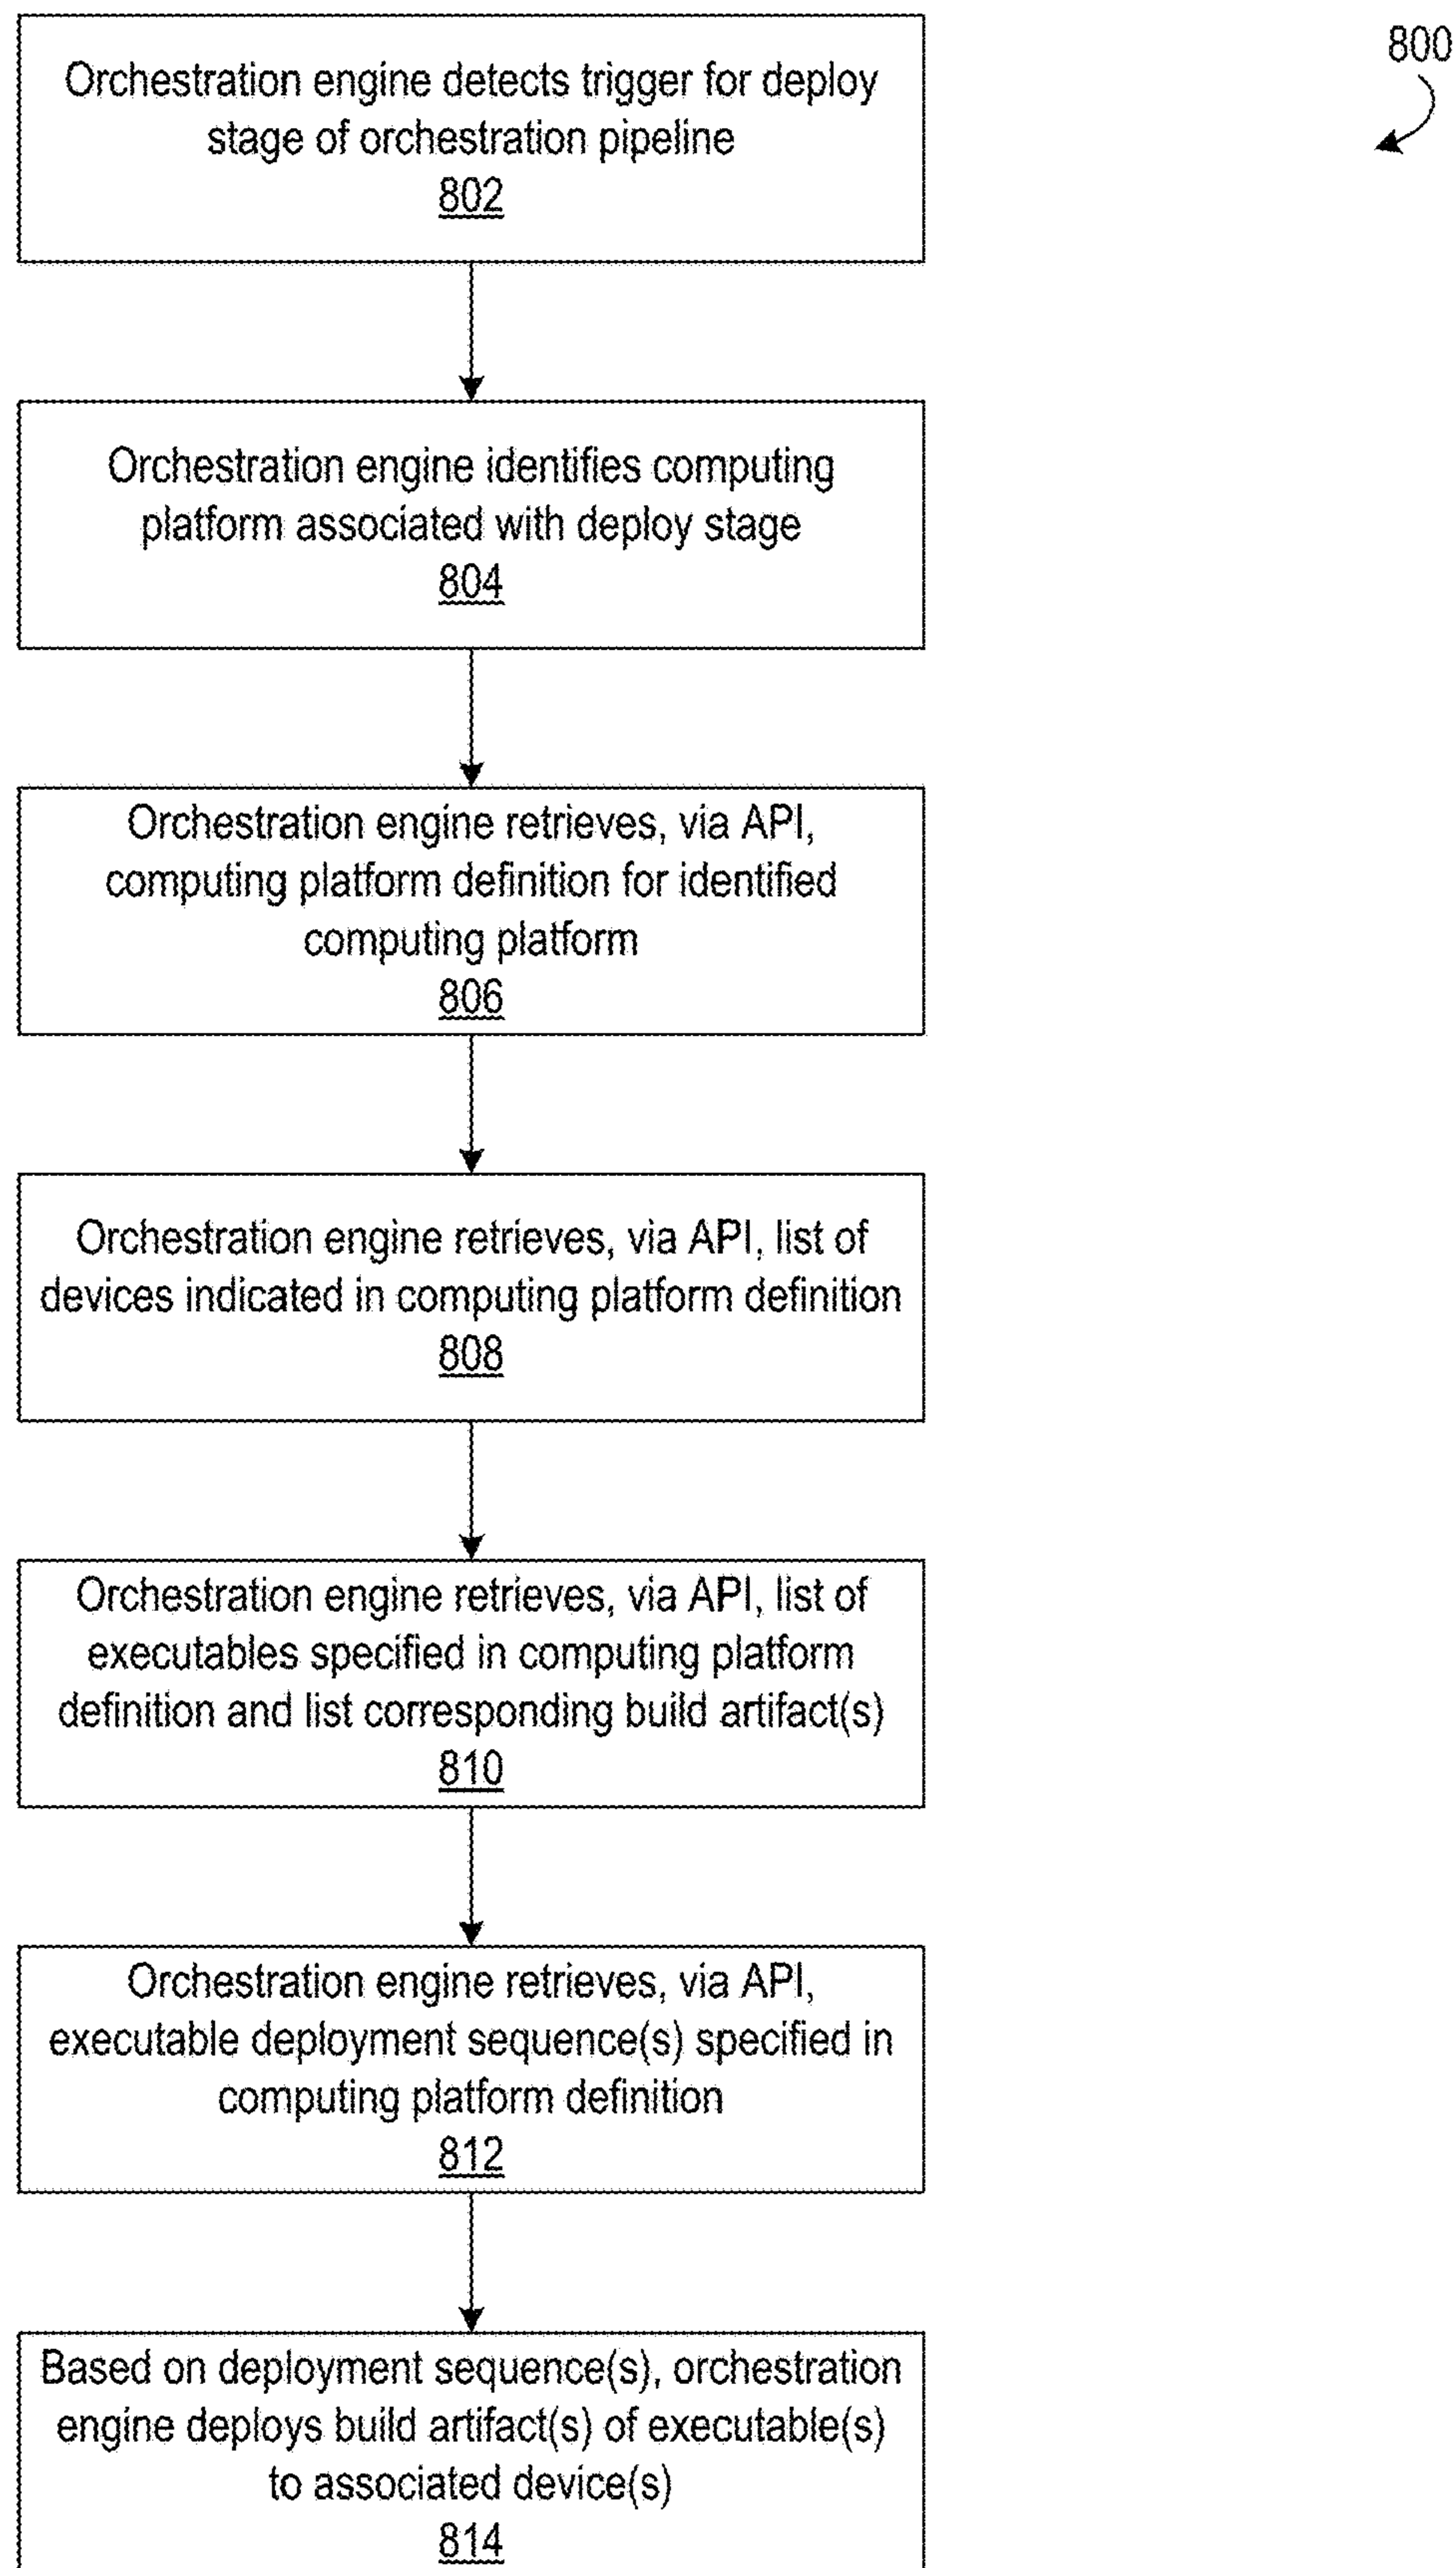 800
Orchestration engine detects trigger for deploy
stage of orchestration pipeline
802
Orchestration engine identifies computing
platform associated with deploy stage
804
Orchestration engine retrieves, via API,
computing platform definition for identified
computing platform
806
Orchestration engine retrieves, via API, list of
devices indicated in computing platform definition
808
Orchestration engine retrieves, via API, list of
executables specified in computing platform
definition and list corresponding build artifact(s)
810
Orchestration engine retrieves, via API,
executable deployment sequence(s) specified in
computing platform definition
812
Based on deployment sequence(s), orchestration
engine deploys build artifact(s) of executable(s)
to associated device(s)
814